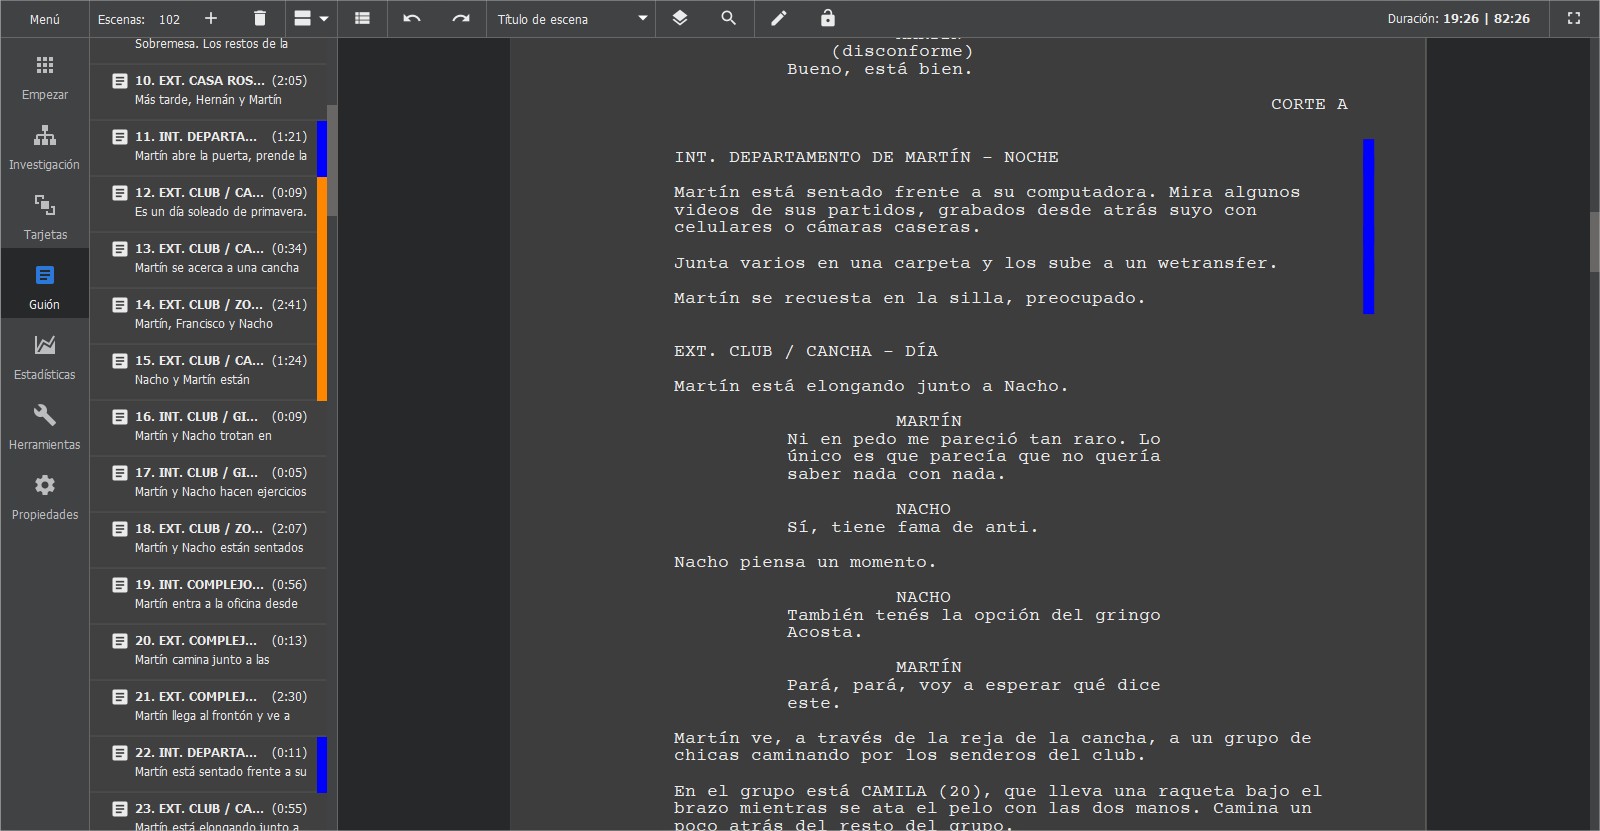 Menú
Escenas: 102
Título de escena
Duración: 19:26 | 82:26
Empezar
Investigación
Tarjetas
Guión
Estadísticas
Herramientas
Propiedades
Sobremesa. Los restos de la
10. EXT. CASA ROS... (2:05)
Más tarde, Hernán y Martín
11. INT. DEPARTA... (1:21)
Martín abre la puerta, prende la
12. EXT. CLUB / CA... (0:09)
Es un día soleado de primavera.
13. EXT. CLUB / CA... (0:34)
Martín se acerca a una cancha
14. EXT. CLUB / ZO... (2:41)
Martín, Francisco y Nacho
15. EXT. CLUB / CA... (1:24)
Nacho y Martín están
16. INT. CLUB / GI... (0:09)
Martín y Nacho trotan en
17. INT. CLUB / GI... (0:05)
Martín y Nacho hacen ejercicios
18. EXT. CLUB / ZO... (2:07)
Martín y Nacho están sentados
19. INT. COMPLEJO... (0:56)
Martín entra a la oficina desde
20. EXT. COMPLEJ... (0:13)
Martín camina junto a las
21. EXT. COMPLEJ... (2:30)
Martín llega al frontón y ve a
22. INT. DEPARTA... (0:11)
Martín está sentado frente a su
23. EXT. CLUB / CA... (0:55)
Martín está elongando junto a
(disconforme)
Bueno, está bien.
CORTE A
INT. DEPARTAMENTO DE MARTÍN – NOCHE
Martín está sentado frente a su computadora. Mira algunos
videos de sus partidos, grabados desde atrás suyo con
celulares o cámaras caseras.
Junta varios en una carpeta y los sube a un wetransfer.
Martín se recuesta en la silla, preocupado.
EXT. CLUB / CANCHA – DÍA
Martín está elongando junto a Nacho.
MARTÍN
Ni en pedo me pareció tan raro. Lo
único es que parecía que no quería
saber nada con nada.
NACHO
Sí, tiene fama de anti.
Nacho piensa un momento.
NACHO
También tenés la opción del gringo
Acosta.
MARTÍN
Pará, pará, voy a esperar qué dice
este.
Martín ve, a través de la reja de la cancha, a un grupo de
chicas caminando por los senderos del club.
En el grupo está CAMILA (20), que lleva una raqueta bajo el
brazo mientras se ata el pelo con las dos manos. Camina un
poco atrás del resto del grupo.